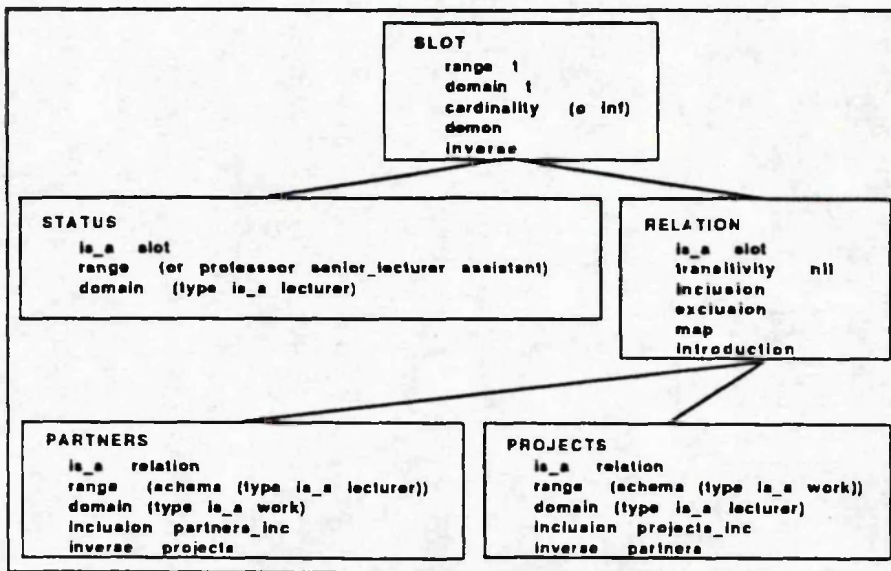 SLOT
range t
domain t
cardinality (o inf)
demon
inverse
STATUS
is_a slot
range (or professor senior_lecturer assistant)
domain (type is_a lecturer)
RELATION
is_a slot
transitivity nil
inclusion
exclusion
map
introduction
PARTNERS
is_a relation
range (schema (type is_a lecturer))
domain (type is_a work)
inclusion partners_inc
inverse projects
PROJECTS
is_a relation
range (schema (type is_a work))
domain (type is_a lecturer)
inclusion projects_inc
inverse partners